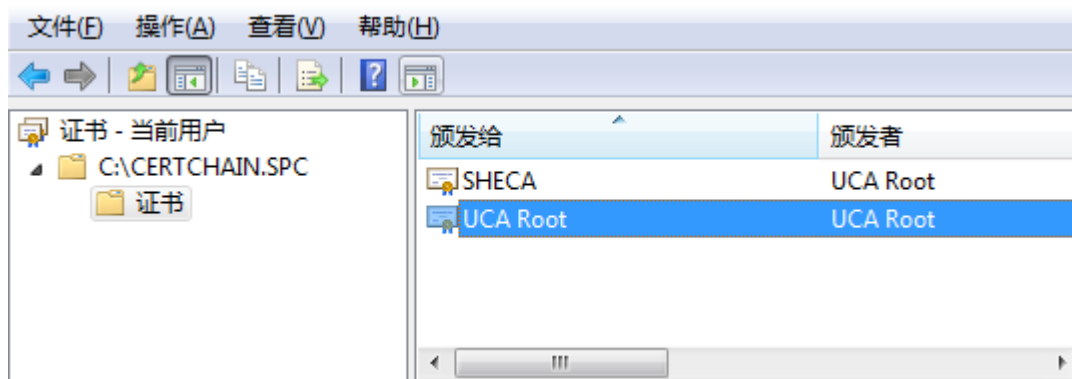 文件(F) 操作(A) 查看(V) 帮助(H)
证书 - 当前用户
C:\CERTCHAIN.SPC
证书
颁发给 颁发者
SHECA UCA Root
UCA Root UCA Root